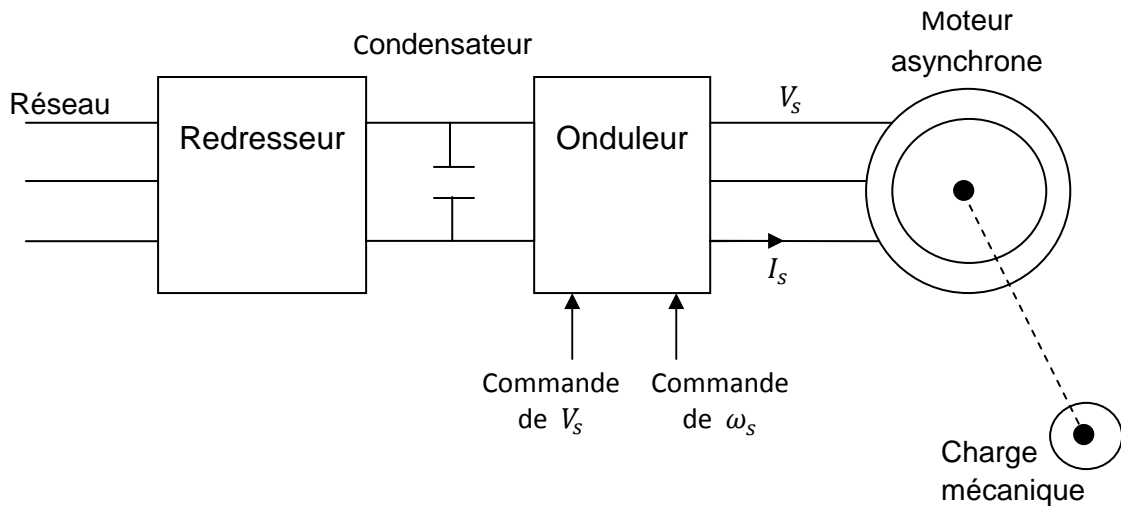 Moteur
asynchrone
Condensateur
Réseau
Redresseur
Onduleur
V_s
I_s
Commande
de V_s
Commande
de ω_s
Charge
mécanique